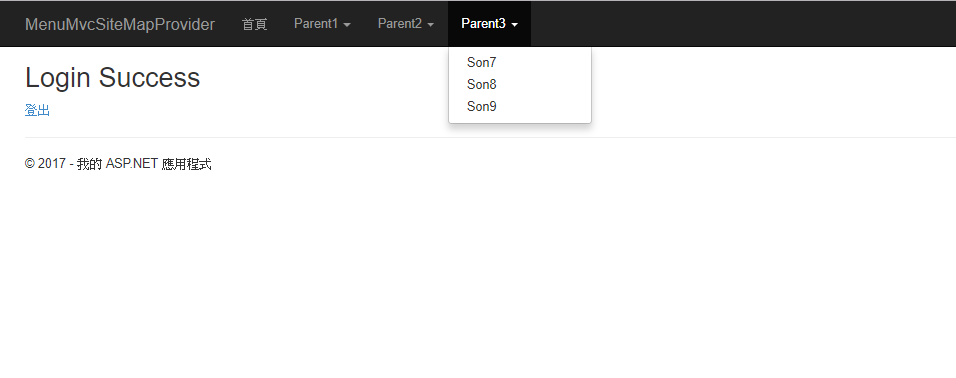 MenuMvcSiteMapProvider 首頁 Parent1 Parent2 Parent3
Son7
Son8
Son9
Login Success
登出
© 2017 - 我的 ASP.NET 應用程式